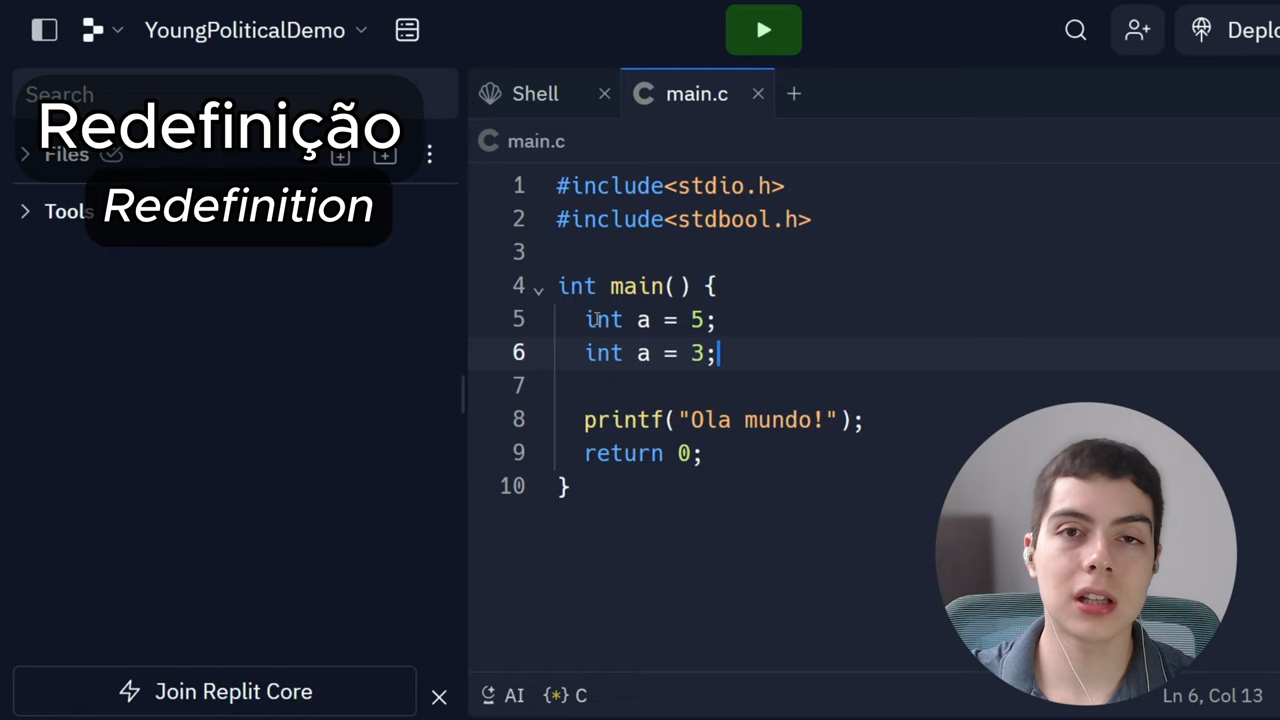 YoungPoliticalDemo
Deplo
Search
Redefinição
Files
Redefinition
Tools
Shell
main.c
main.c
1 #include<stdio.h>
2 #include<stdbool.h>
3
4 int main() {
5 int a = 5;
6 int a = 3;
7
8 printf("Ola mundo!");
9 return 0;
10 }
Join Replit Core
AI {*} C
Ln 6, Col 13